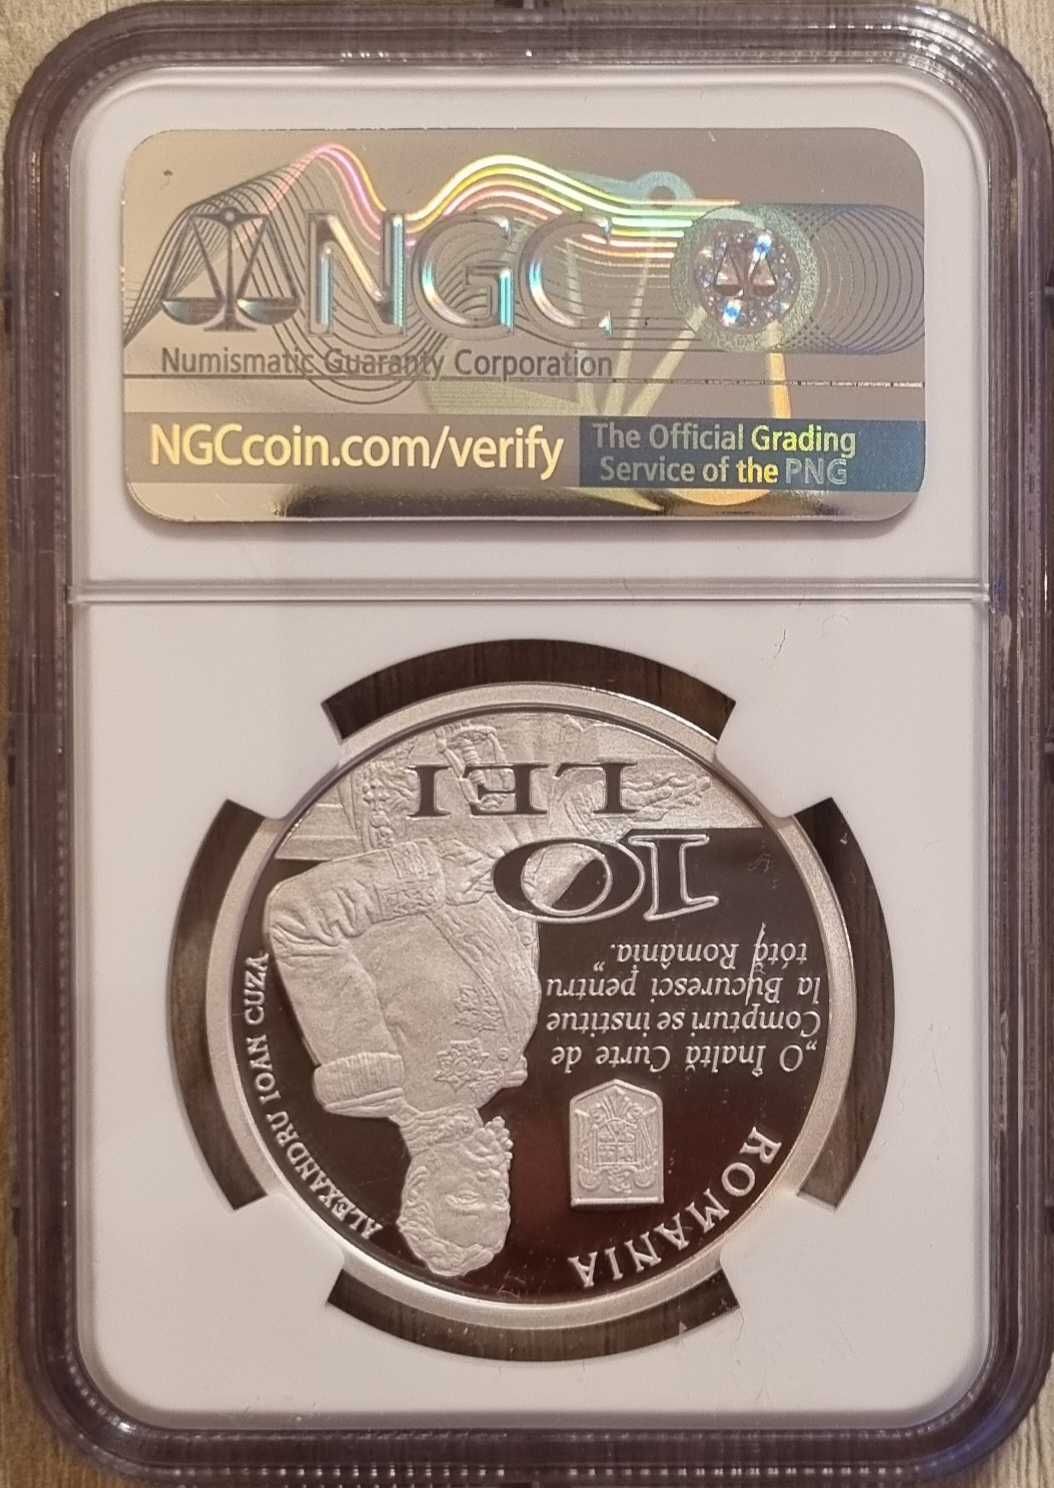 NGC
Numismatic Guaranty Corporation
NGCcoin.com/verify
The Official Grading
Service of the PNG
ROMANIA
„O Înaltă Curte de
Compturi se institue
la Bucuresci pentru
tótă România.”
10
LEI
ALEXANDRU IOAN CUZA